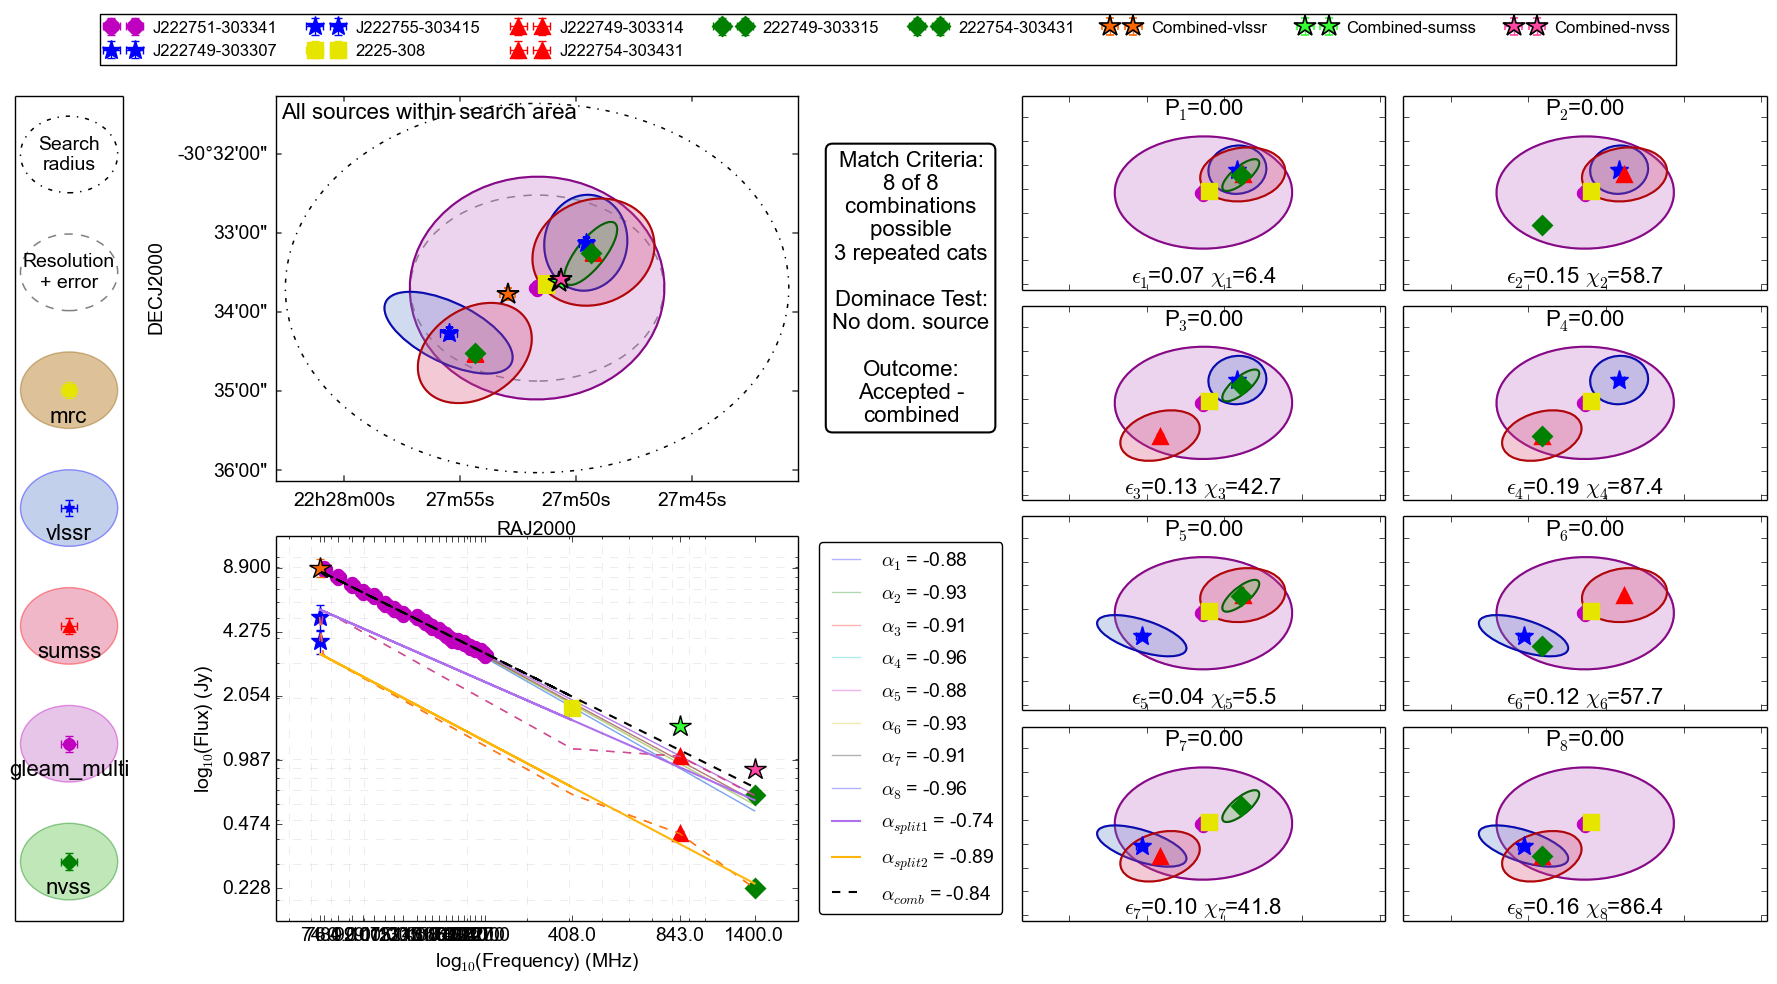 J222751-303341
J222755-303415
J222749-303314
222749-303315
222754-303431
Combined-vlssr
Combined-sumss
Combined-nvss
J222749-303307
2225-308
J222754-303431
Search
radius
Resolution
+ error
mrc
vlssr
sumss
gleam_multi
nvss
All sources within search area
DECJ2000
-30°32'00"
33'00"
34'00"
35'00"
36'00"
22h28m00s
27m55s
27m50s
27m45s
RAJ2000
Match Criteria:
8 of 8
combinations
possible
3 repeated cats
Dominace Test:
No dom. source
Outcome:
Accepted -
combined
log10(Flux) (Jy)
8.900
4.275
2.054
0.987
0.474
0.228
408.0
843.0
1400.0
log10(Frequency) (MHz)
α1 = -0.88
α2 = -0.93
α3 = -0.91
α4 = -0.96
α5 = -0.88
α6 = -0.93
α7 = -0.91
α8 = -0.96
αsplit1 = -0.74
αsplit2 = -0.89
αcomb = -0.84
P1=0.00
ϵ1=0.07 χ1=6.4
P2=0.00
ϵ2=0.15 χ2=58.7
P3=0.00
ϵ3=0.13 χ3=42.7
P4=0.00
ϵ4=0.19 χ4=87.4
P5=0.00
ϵ5=0.04 χ5=5.5
P6=0.00
ϵ6=0.12 χ6=57.7
P7=0.00
ϵ7=0.10 χ7=41.8
P8=0.00
ϵ8=0.16 χ8=86.4